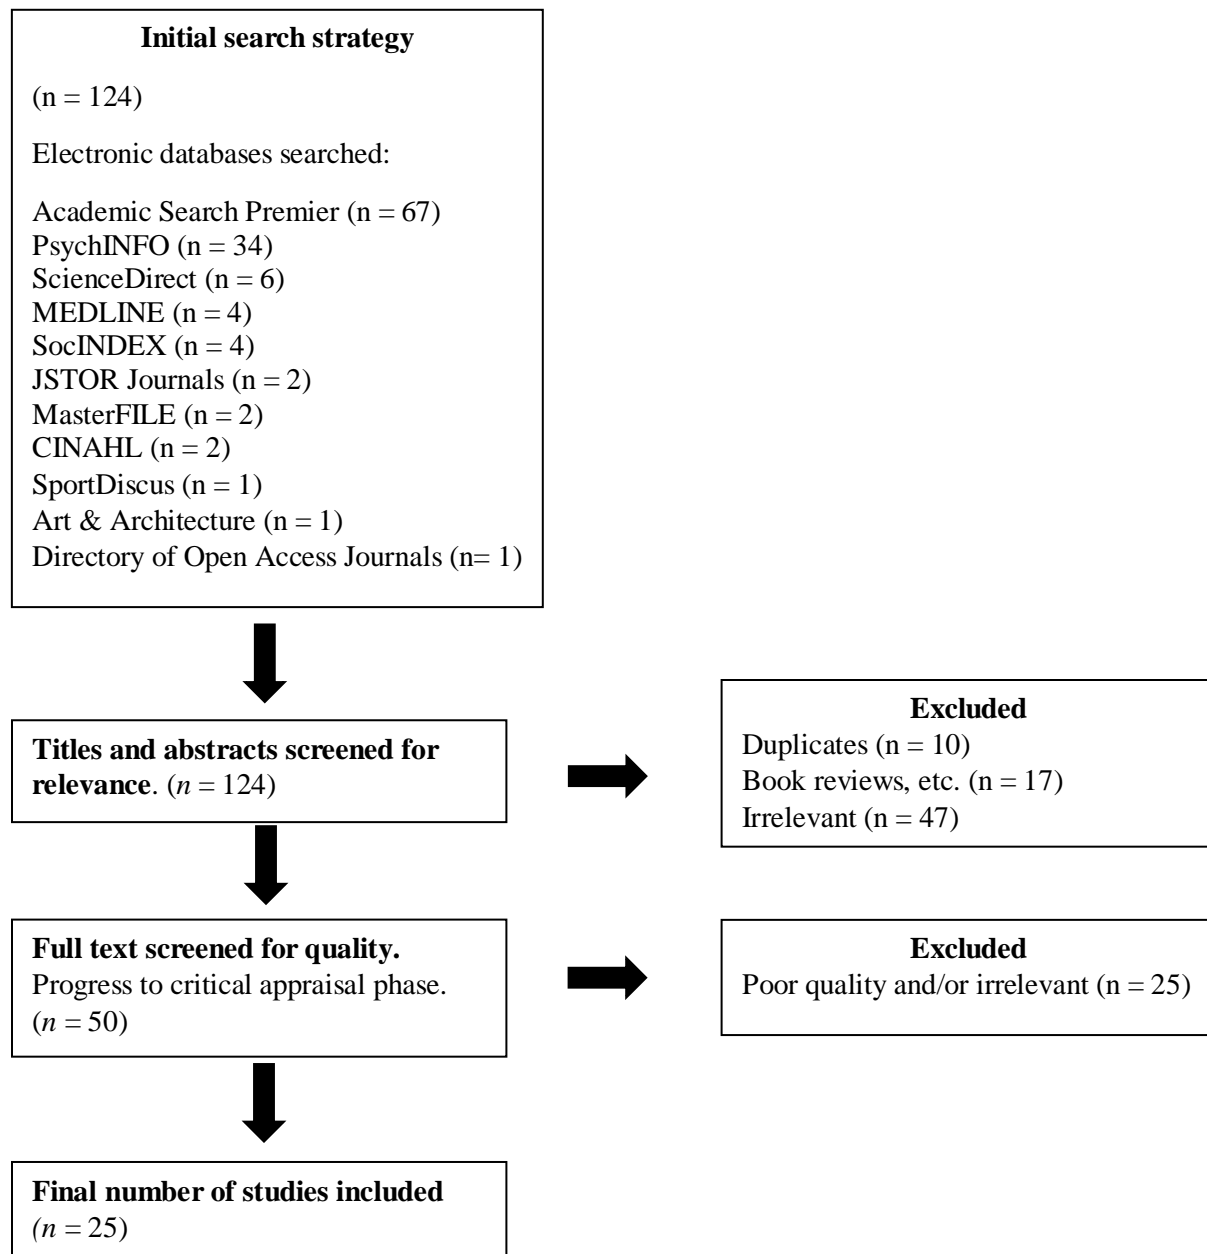 Initial search strategy
(n = 124)
Electronic databases searched:
Academic Search Premier (n = 67)
PsychINFO (n = 34)
ScienceDirect (n = 6)
MEDLINE (n = 4)
SocINDEX (n = 4)
JSTOR Journals (n = 2)
MasterFILE (n = 2)
CINAHL (n = 2)
SportDiscus (n = 1)
Art & Architecture (n = 1)
Directory of Open Access Journals (n= 1)
Titles and abstracts screened for
relevance. (n = 124)
Excluded
Duplicates (n = 10)
Book reviews, etc. (n = 17)
Irrelevant (n = 47)
Full text screened for quality.
Progress to critical appraisal phase.
(n = 50)
Excluded
Poor quality and/or irrelevant (n = 25)
Final number of studies included
(n = 25)